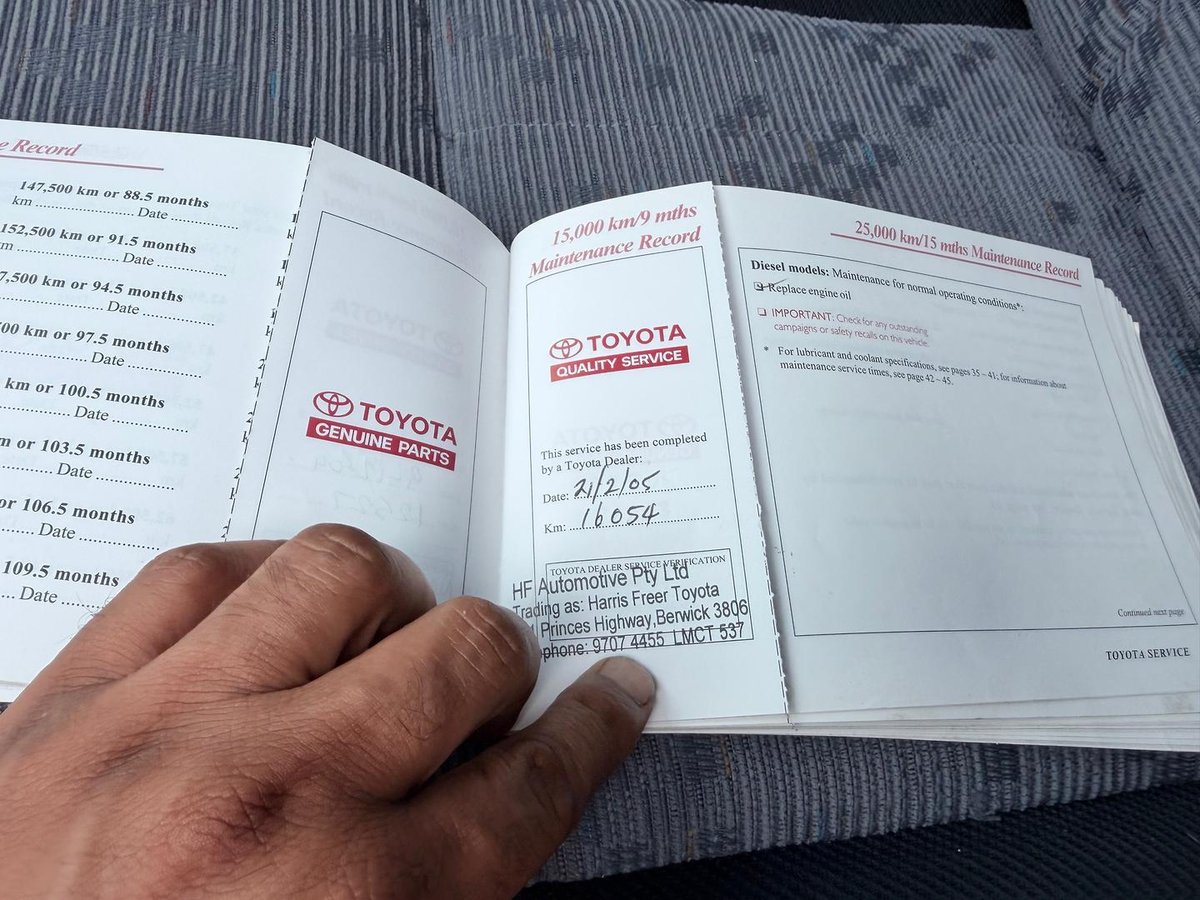 e Record
147,500 km or 88.5 months
km ........................ Date ................
152,500 km or 91.5 months
........................ Date ................
7,500 km or 94.5 months
........................ Date ................
00 km or 97.5 months
........................ Date ................
km or 100.5 months
........................ Date ................
m or 103.5 months
........................ Date ................
or 106.5 months
........................ Date ................
109.5 months
Date ................
TOYOTA
GENUINE PARTS
15,000 km/9 mths
Maintenance Record
TOYOTA
QUALITY SERVICE
This service has been completed
by a Toyota Dealer:
Date: 21/2/05
Km: 16054
TOYOTA DEALER SERVICE VERIFICATION
HF Automotive Pty Ltd
Trading as: Harris Freer Toyota
Princes Highway, Berwick 3806
phone: 9707 4455 LMCT 537
25,000 km/15 mths Maintenance Record
Diesel models: Maintenance for normal operating conditions*:
Replace engine oil
IMPORTANT: Check for any outstanding
campaigns or safety recalls on this vehicle.
* For lubricant and coolant specifications, see pages 35 – 41; for information about
maintenance service times, see page 42 – 45.
Continued next page
TOYOTA SERVICE